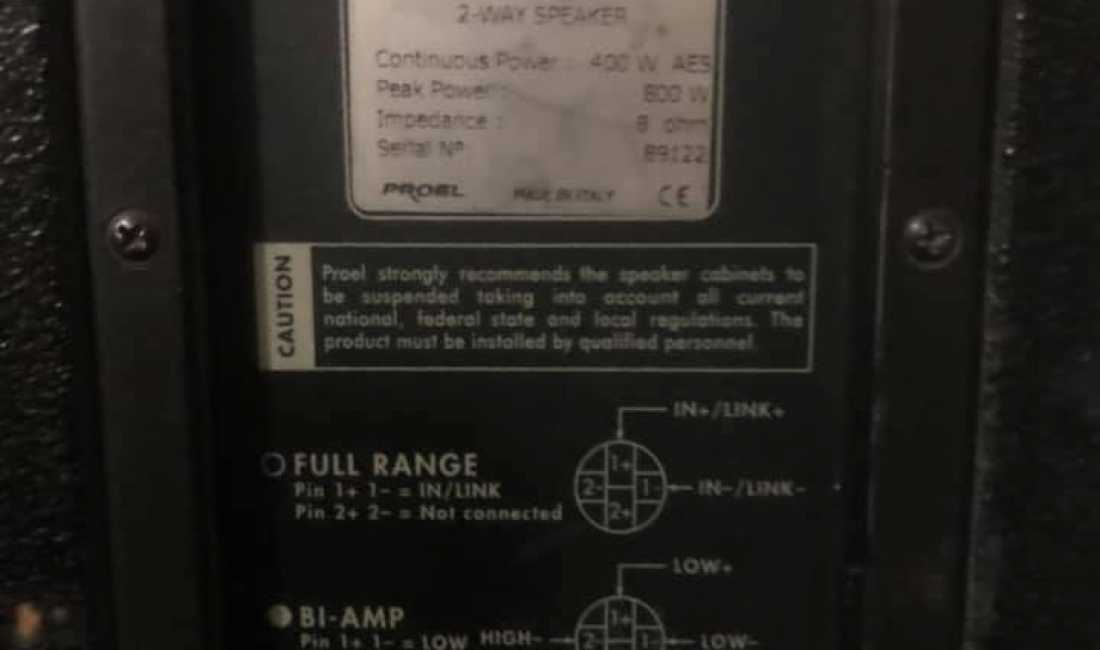 2-WAY SPEAKER
Continuous Power : 400 W AES
Peak Power : 800 W
Impedance : 8 ohm
Serial Nº 89122
PROEL MADE IN ITALY CE
CAUTION
Proel strongly recommends the speaker cabinets to
be suspended taking into account all current
national, federal state and local regulations. The
product must be installed by qualified personnel.
IN+/LINK+
FULL RANGE
Pin 1+ 1- = IN/LINK
Pin 2+ 2- = Not connected
1+
2- 1-
2+
IN-/LINK-
LOW+
BI-AMP
Pin 1+ 1- = LOW
HIGH-
1+
2- 1-
LOW-